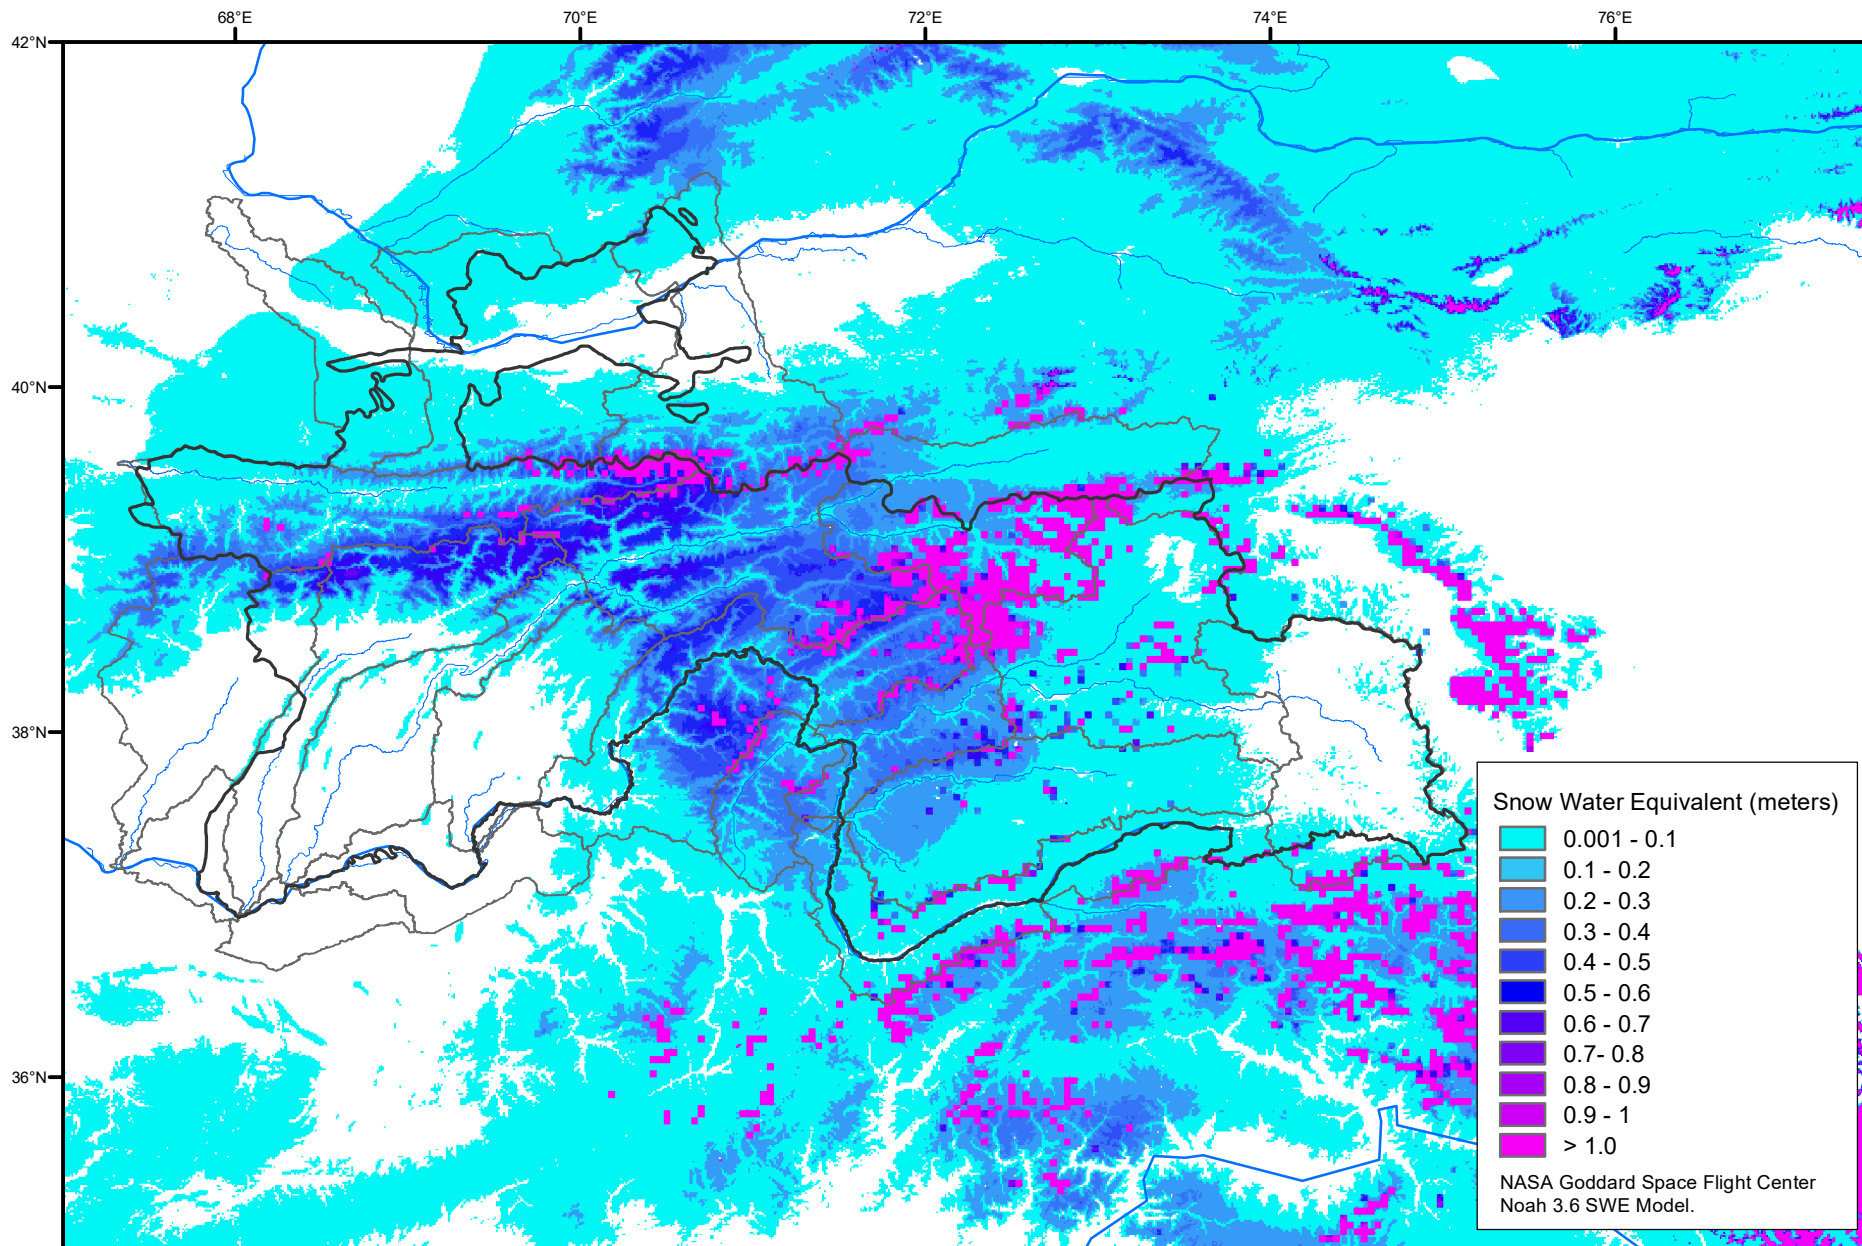 68°E
70°E
72°E
74°E
76°E
42°N
40°N
38°N
36°N
Snow Water Equivalent (meters)
0.001 - 0.1
0.1 - 0.2
0.2 - 0.3
0.3 - 0.4
0.4 - 0.5
0.5 - 0.6
0.6 - 0.7
0.7- 0.8
0.8 - 0.9
0.9 - 1
> 1.0
NASA Goddard Space Flight Center
Noah 3.6 SWE Model.